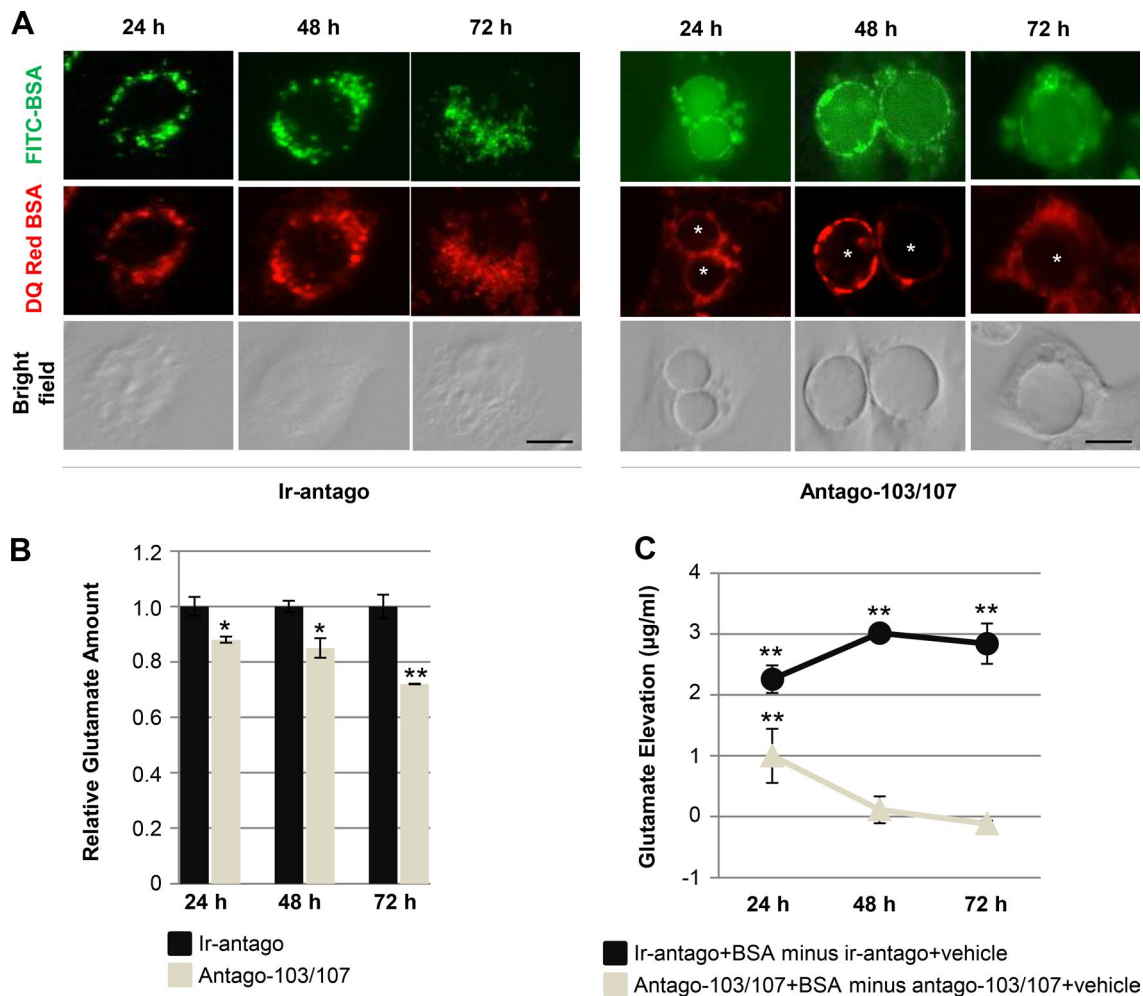 A
24 h 48 h 72 h 24 h 48 h 72 h
FITC-BSA
DQ Red BSA
* * * * *
Bright field
Ir-antago Antago-103/107
B
Relative Glutamate Amount
1.2
1.0
0.8
0.6
0.4
0.2
0
* * **
24 h 48 h 72 h
Ir-antago
Antago-103/107
C
Glutamate Elevation (µg/ml)
4
3
2
1
0
-1
** ** **
**
24 h 48 h 72 h
Ir-antago+BSA minus ir-antago+vehicle
Antago-103/107+BSA minus antago-103/107+vehicle